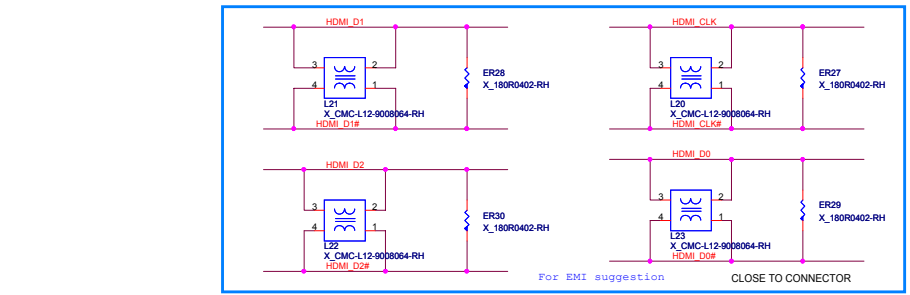 HDMI_D1
3
2
4
1
L21
X_CMC-L12-9008064-RH
HDMI_D1#
ER28
X_180R0402-RH
HDMI_CLK
3
2
4
1
L20
X_CMC-L12-9008064-RH
HDMI_CLK#
ER27
X_180R0402-RH
HDMI_D2
3
2
4
1
L22
X_CMC-L12-9008064-RH
HDMI_D2#
ER30
X_180R0402-RH
HDMI_D0
3
2
4
1
L23
X_CMC-L12-9008064-RH
HDMI_D0#
ER29
X_180R0402-RH
For EMI suggestion
CLOSE TO CONNECTOR